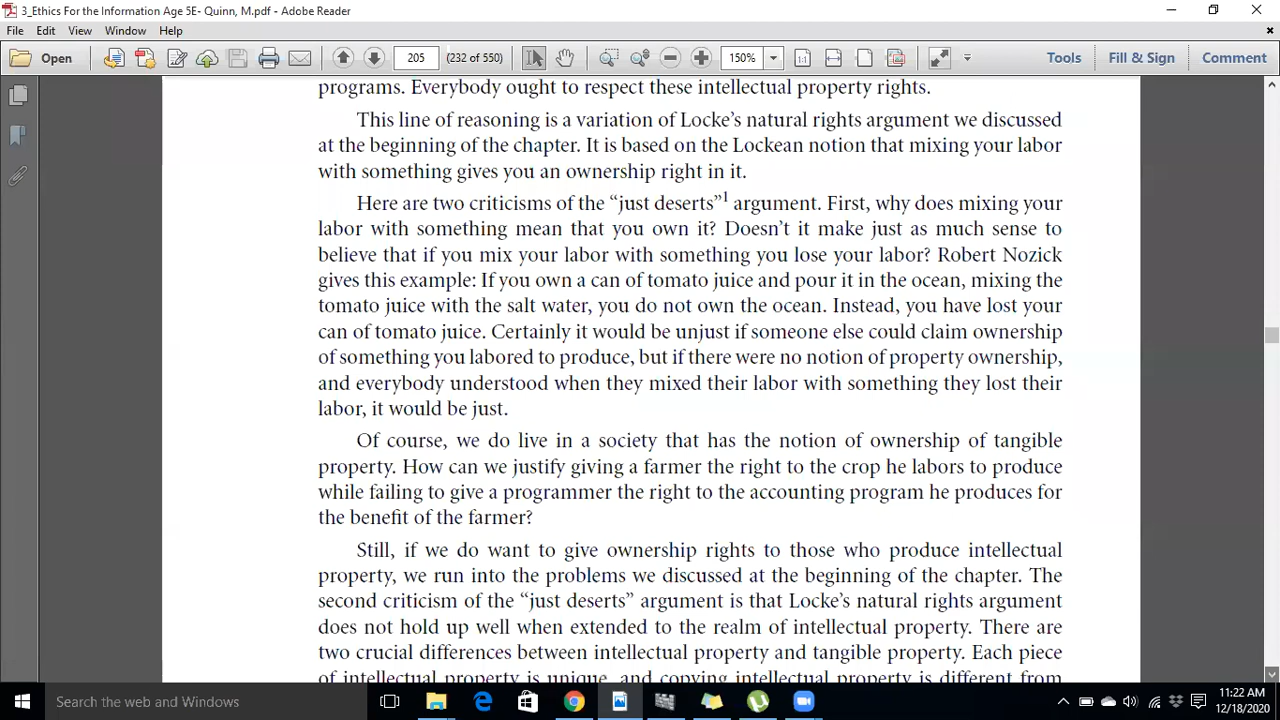 3_Ethics For the Information Age 5E- Quinn, M.pdf - Adobe Reader
File Edit View Window Help
Open 205 (232 of 550) 150% Tools Fill & Sign Comment
programs. Everybody ought to respect these intellectual property rights.
This line of reasoning is a variation of Locke's natural rights argument we discussed
at the beginning of the chapter. It is based on the Lockean notion that mixing your labor
with something gives you an ownership right in it.
Here are two criticisms of the “just deserts”1 argument. First, why does mixing your
labor with something mean that you own it? Doesn't it make just as much sense to
believe that if you mix your labor with something you lose your labor? Robert Nozick
gives this example: If you own a can of tomato juice and pour it in the ocean, mixing the
tomato juice with the salt water, you do not own the ocean. Instead, you have lost your
can of tomato juice. Certainly it would be unjust if someone else could claim ownership
of something you labored to produce, but if there were no notion of property ownership,
and everybody understood when they mixed their labor with something they lost their
labor, it would be just.
Of course, we do live in a society that has the notion of ownership of tangible
property. How can we justify giving a farmer the right to the crop he labors to produce
while failing to give a programmer the right to the accounting program he produces for
the benefit of the farmer?
Still, if we do want to give ownership rights to those who produce intellectual
property, we run into the problems we discussed at the beginning of the chapter. The
second criticism of the “just deserts” argument is that Locke's natural rights argument
does not hold up well when extended to the realm of intellectual property. There are
two crucial differences between intellectual property and tangible property. Each piece
of intellectual property is unique, and copying intellectual property is different from
Search the web and Windows
11:22 AM
12/18/2020